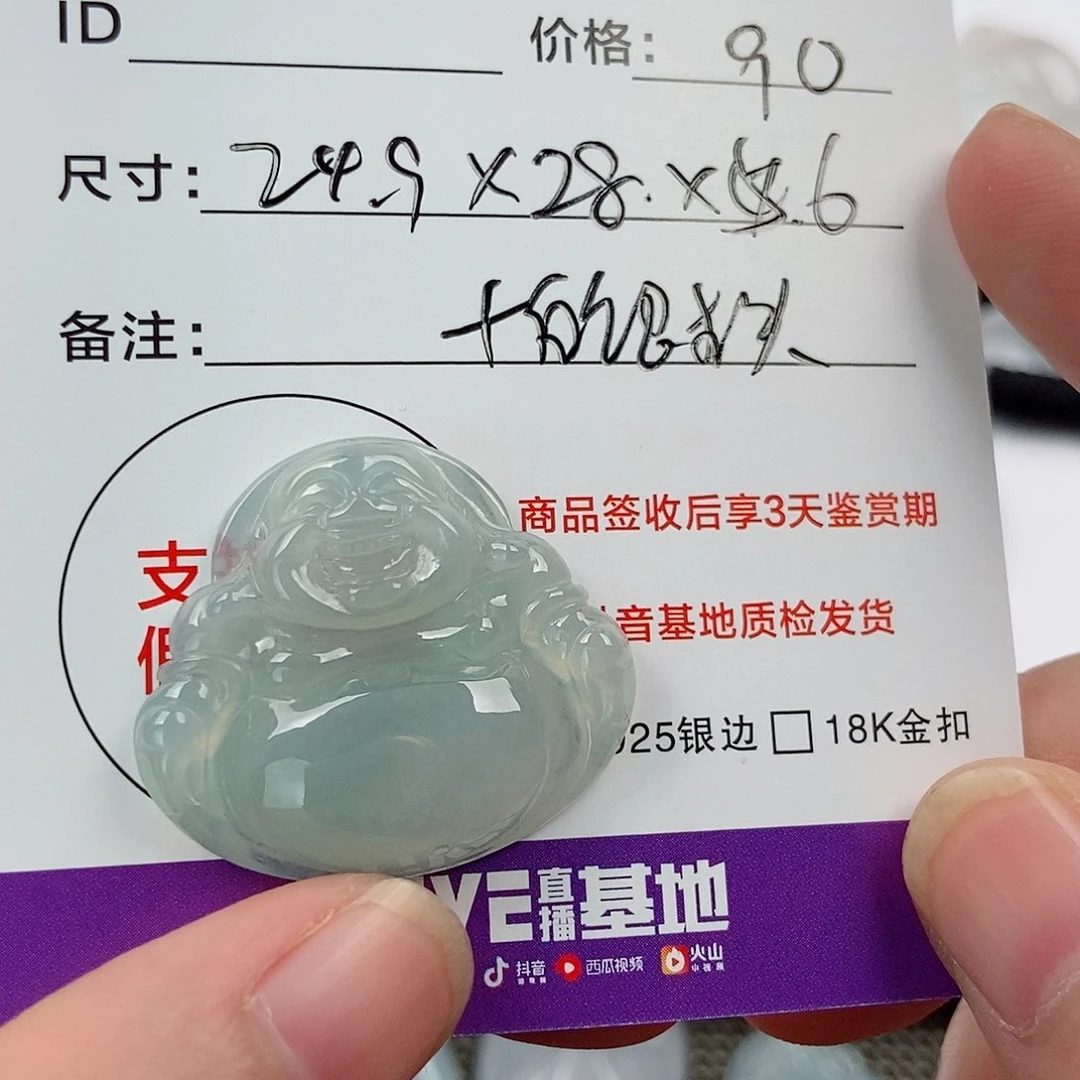 ID
价格: 90
尺寸: 24.9×28.× .6
备注:
商品签收后享3天鉴赏期
支
音基地质检发货
25银边 □ 18K金扣
直播基地
抖音 西瓜视频 火山